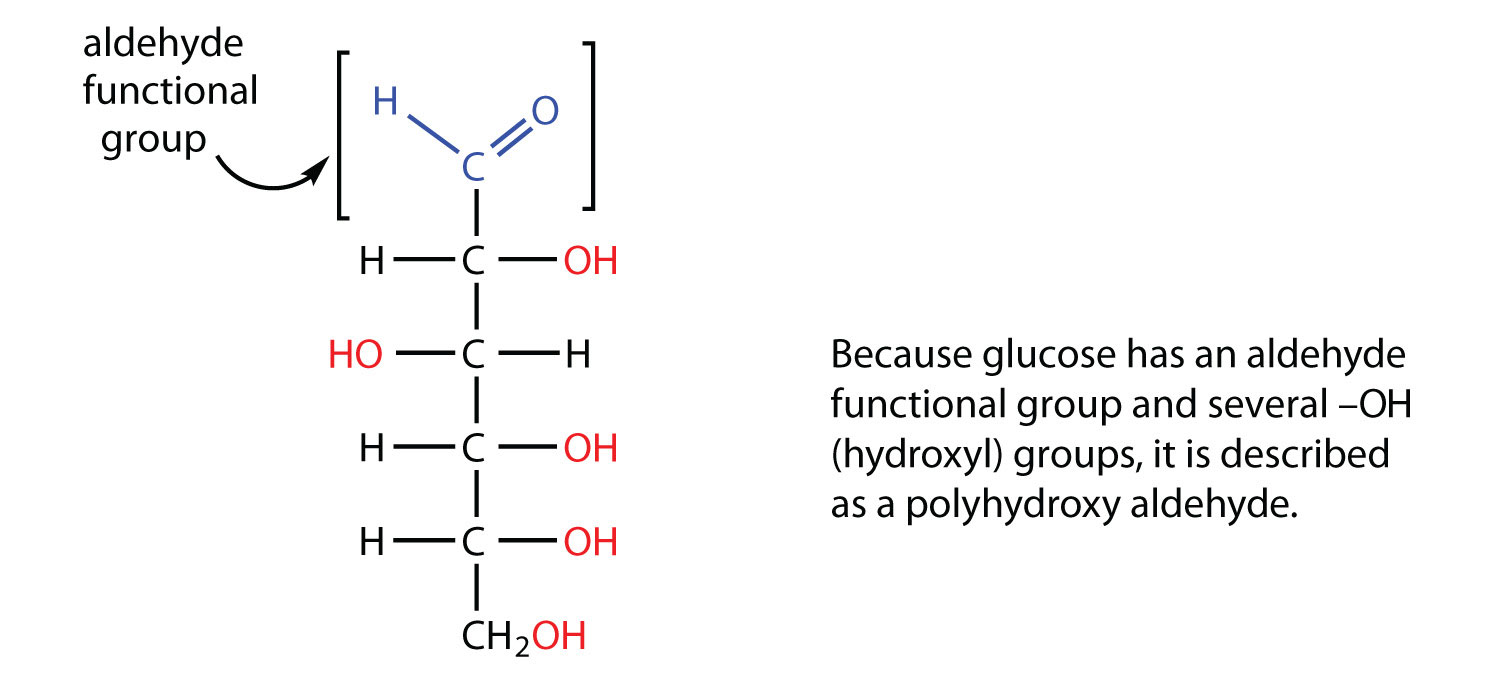 aldehyde
functional
group
H O
C
H C OH
HO C H
H C OH
H C OH
CH₂OH
Because glucose has an aldehyde
functional group and several –OH
(hydroxyl) groups, it is described
as a polyhydroxy aldehyde.